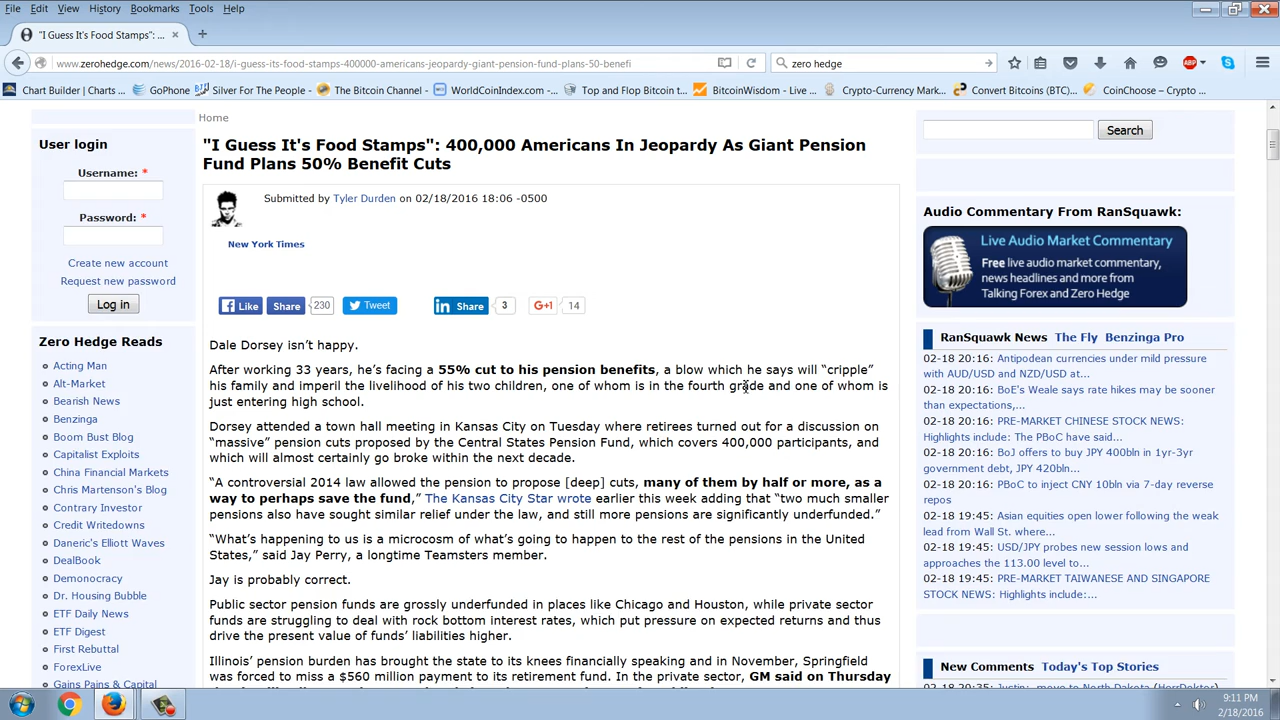 File Edit View History Bookmarks Tools Help
"I Guess It's Food Stamps": ...
www.zerohedge.com/news/2016-02-18/i-guess-its-food-stamps-400000-americans-jeopardy-giant-pension-fund-plans-50-benefi
zero hedge
Chart Builder | Charts ... GoPhone Silver For The People - The Bitcoin Channel - WorldCoinIndex.com -... Top and Flop Bitcoin t... BitcoinWisdom - Live ... Crypto-Currency Mark... Convert Bitcoins (BTC)... CoinChoose – Crypto ...
Home
User login
Username: *
Password: *
Create new account
Request new password
Log in
Zero Hedge Reads
Acting Man
Alt-Market
Bearish News
Benzinga
Boom Bust Blog
Capitalist Exploits
China Financial Markets
Chris Martenson's Blog
Contrary Investor
Credit Writedowns
Daneric's Elliott Waves
DealBook
Demonocracy
Dr. Housing Bubble
ETF Daily News
ETF Digest
First Rebuttal
ForexLive
Gains Pains & Capital
"I Guess It's Food Stamps": 400,000 Americans In Jeopardy As Giant Pension
Fund Plans 50% Benefit Cuts
Submitted by Tyler Durden on 02/18/2016 18:06 -0500
New York Times
Like Share 230 Tweet Share 3 G+1 14
Dale Dorsey isn’t happy.
After working 33 years, he’s facing a 55% cut to his pension benefits, a blow which he says will “cripple”
his family and imperil the livelihood of his two children, one of whom is in the fourth grade and one of whom is
just entering high school.
Dorsey attended a town hall meeting in Kansas City on Tuesday where retirees turned out for a discussion on
“massive” pension cuts proposed by the Central States Pension Fund, which covers 400,000 participants, and
which will almost certainly go broke within the next decade.
“A controversial 2014 law allowed the pension to propose [deep] cuts, many of them by half or more, as a
way to perhaps save the fund,” The Kansas City Star wrote earlier this week adding that “two much smaller
pensions also have sought similar relief under the law, and still more pensions are significantly underfunded.”
“What’s happening to us is a microcosm of what’s going to happen to the rest of the pensions in the United
States,” said Jay Perry, a longtime Teamsters member.
Jay is probably correct.
Public sector pension funds are grossly underfunded in places like Chicago and Houston, while private sector
funds are struggling to deal with rock bottom interest rates, which put pressure on expected returns and thus
drive the present value of funds’ liabilities higher.
Illinois’ pension burden has brought the state to its knees financially speaking and in November, Springfield
was forced to miss a $560 million payment to its retirement fund. In the private sector, GM said on Thursday
Search
Audio Commentary From RanSquawk:
Live Audio Market Commentary
Free live audio market commentary,
news headlines and more from
Talking Forex and Zero Hedge
RanSquawk News The Fly Benzinga Pro
02-18 20:16: Antipodean currencies under mild pressure
with AUD/USD and NZD/USD at...
02-18 20:16: BoE's Weale says rate hikes may be sooner
than expectations,...
02-18 20:16: PRE-MARKET CHINESE STOCK NEWS:
Highlights include: The PBoC have said...
02-18 20:16: BoJ offers to buy JPY 400bln in 1yr-3yr
government debt, JPY 420bln...
02-18 20:16: PBoC to inject CNY 10bln via 7-day reverse
repos
02-18 19:45: Asian equities open lower following the weak
lead from Wall St. where...
02-18 19:45: USD/JPY probes new session lows and
approaches the 113.00 level to...
02-18 19:45: PRE-MARKET TAIWANESE AND SINGAPORE
STOCK NEWS: Highlights include:...
New Comments Today's Top Stories
02-18 20:35: Justin: move to North Dakota (HerrDoktor)
ABP
9:11 PM
2/18/2016